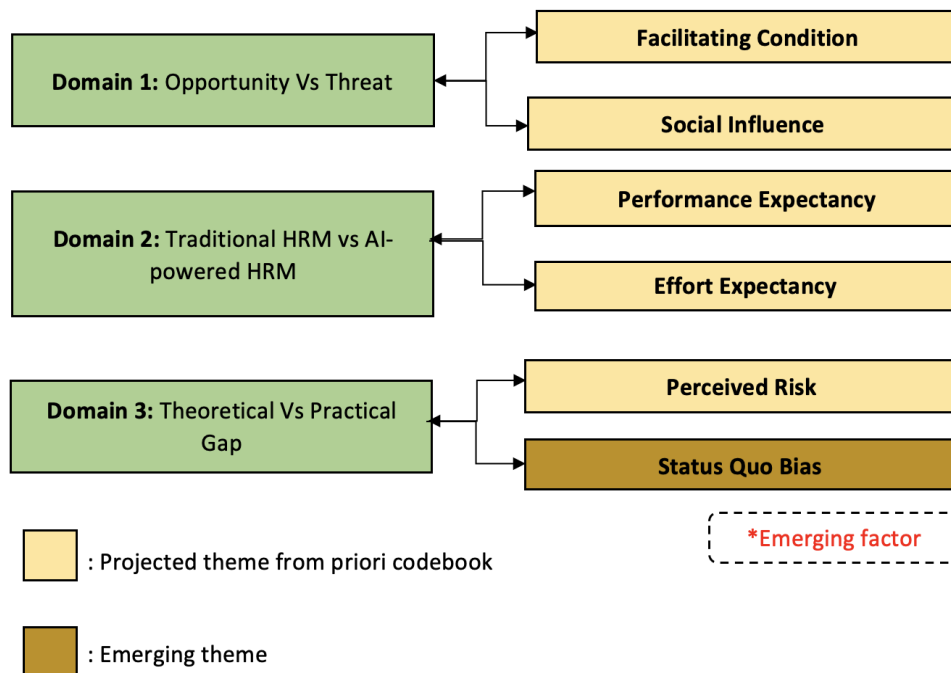 Facilitating Condition
Domain 1: Opportunity Vs Threat
Social Influence
Performance Expectancy
Domain 2: Traditional HRM vs AI-
powered HRM
Effort Expectancy
Perceived Risk
Domain 3: Theoretical Vs Practical
Gap
Status Quo Bias
*Emerging factor
: Projected theme from priori codebook
: Emerging theme